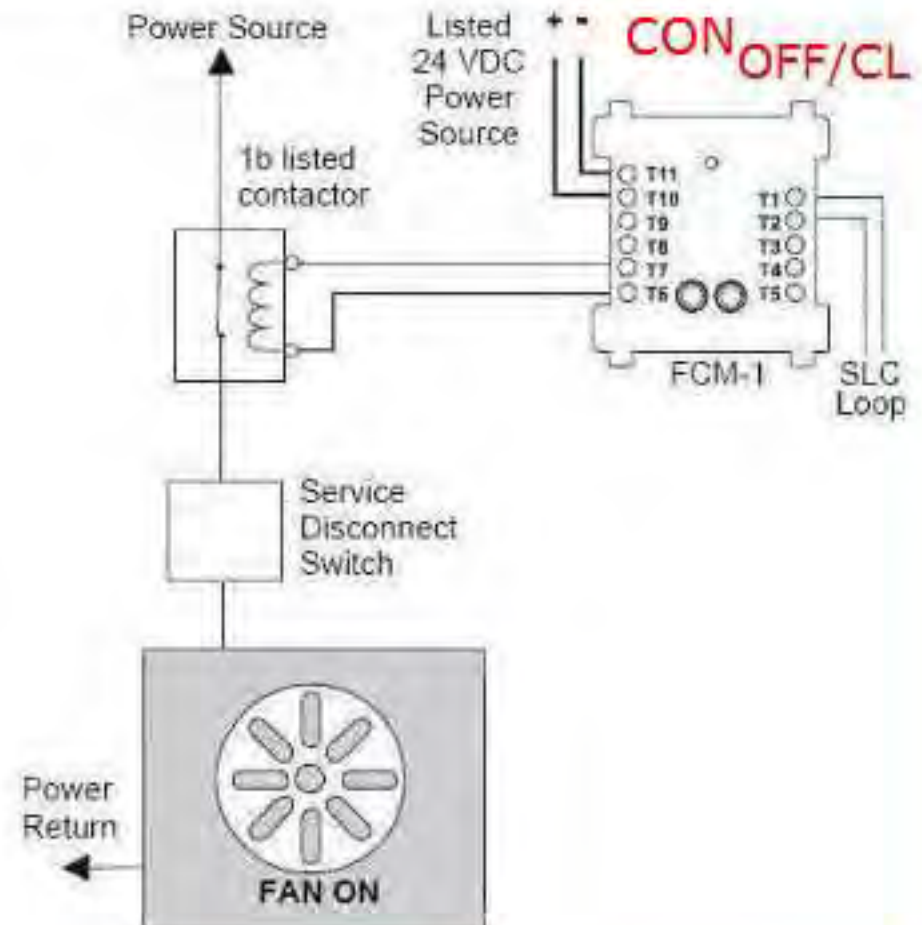 Power Source
Listed
24 VDC
Power
Source
+ -
CON
OFF/CL
1b listed
contactor
T11
T10
T9
T8
T7
T6
T1
T2
T3
T4
T5
FCM-1
SLC
Loop
Service
Disconnect
Switch
Power
Return
FAN ON